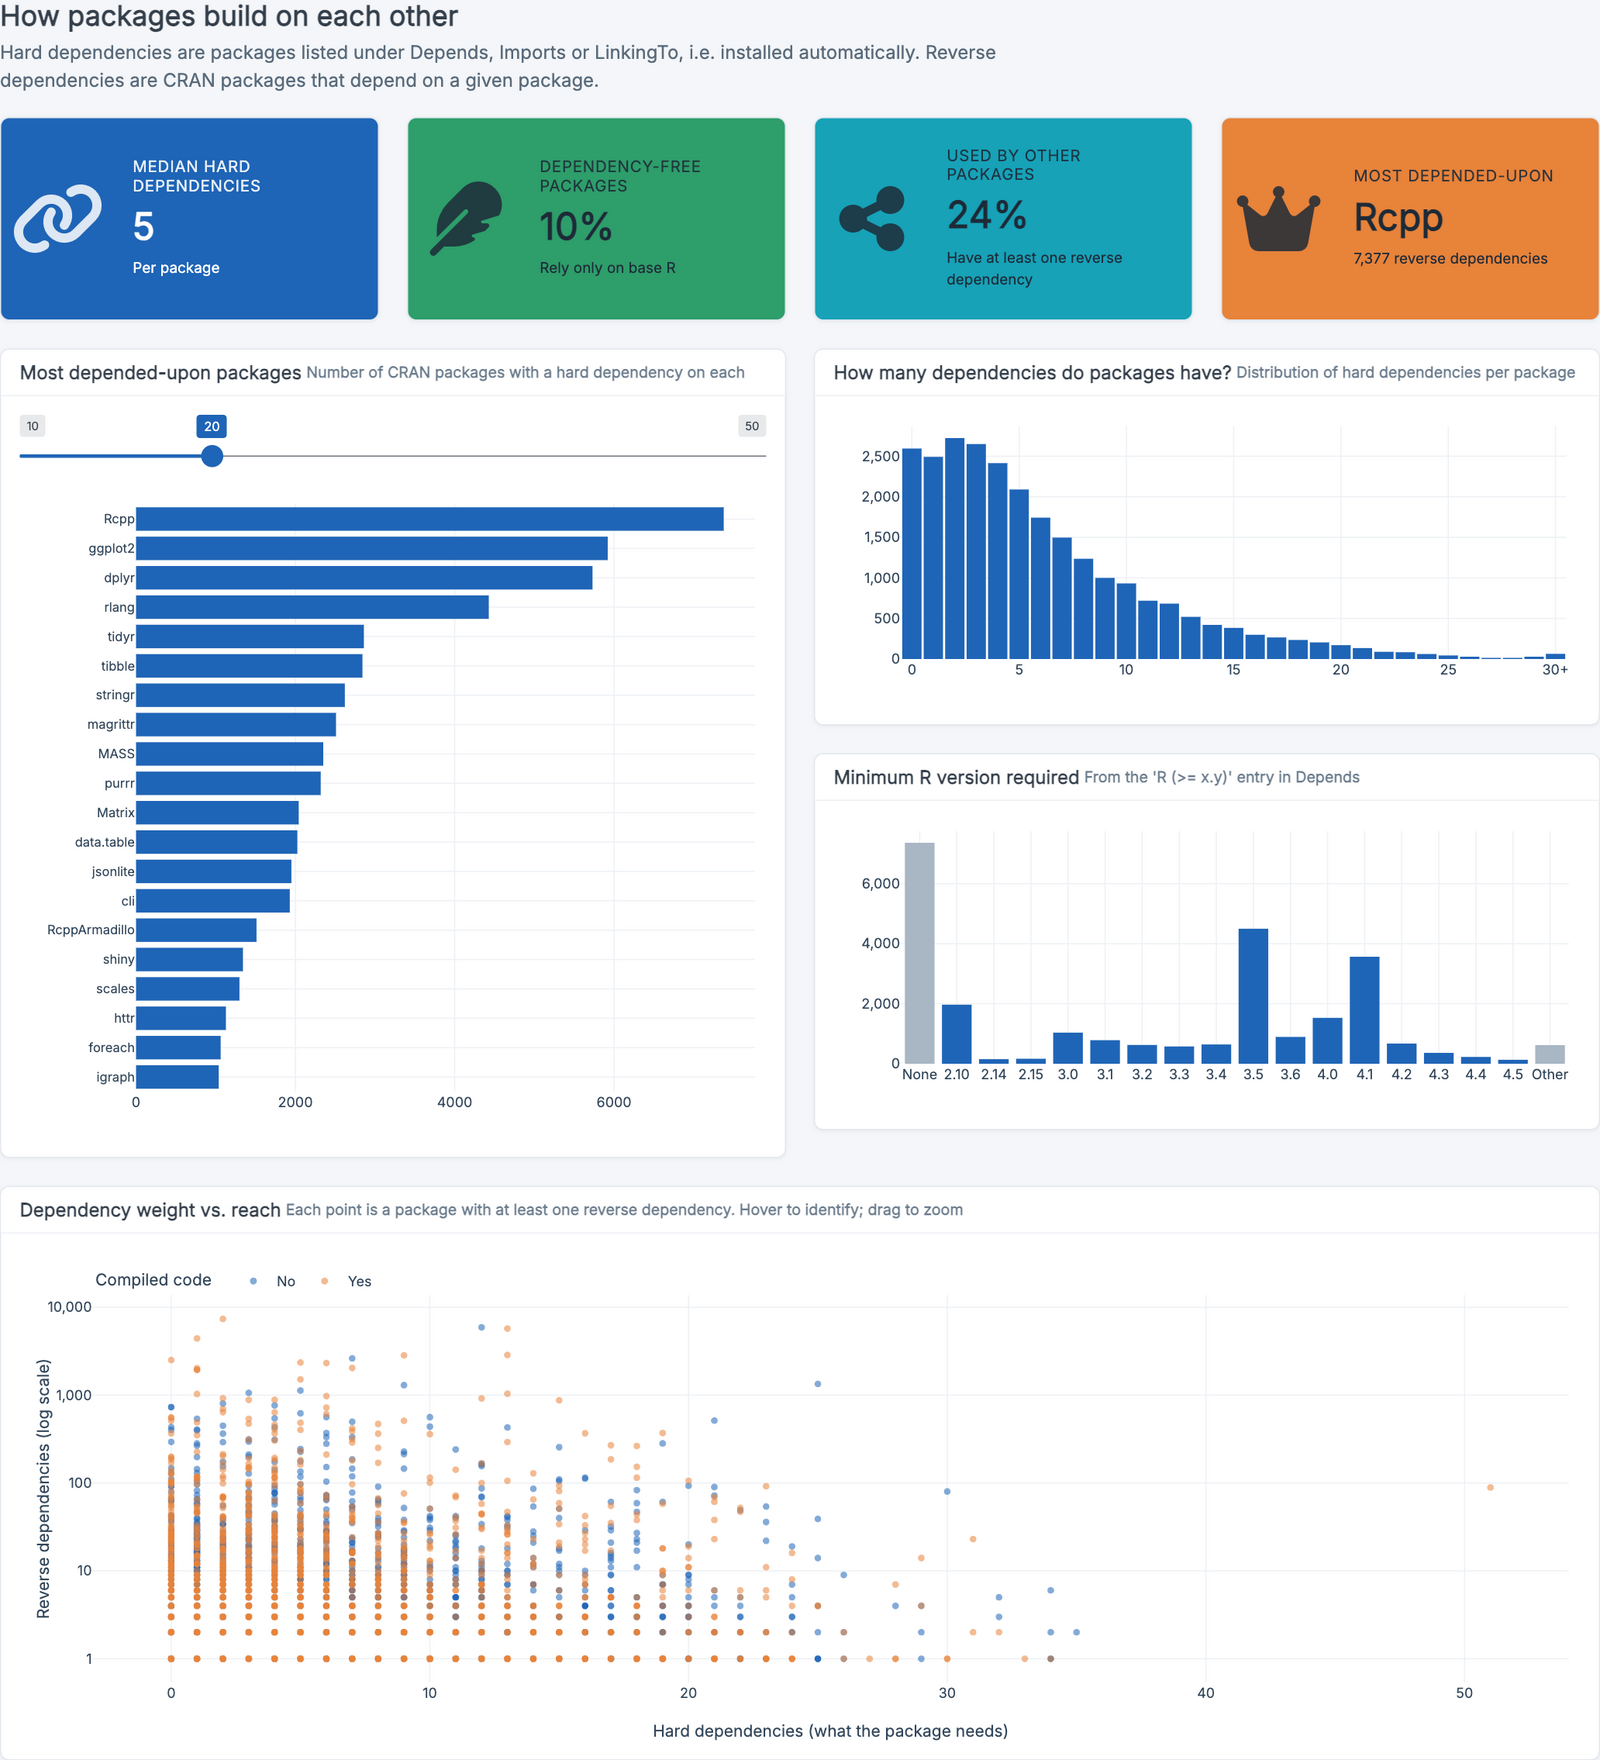 How packages build on each other
Hard dependencies are packages listed under Depends, Imports or LinkingTo, i.e. installed automatically. Reverse
dependencies are CRAN packages that depend on a given package.
MEDIAN HARD
DEPENDENCIES
5
Per package
DEPENDENCY-FREE
PACKAGES
10%
Rely only on base R
USED BY OTHER
PACKAGES
24%
Have at least one reverse
dependency
MOST DEPENDED-UPON
Rcpp
7,377 reverse dependencies
Most depended-upon packages Number of CRAN packages with a hard dependency on each
10
20
50
Rcpp
ggplot2
dplyr
rlang
tidyr
tibble
stringr
magrittr
MASS
purrr
Matrix
data.table
jsonlite
cli
RcppArmadillo
shiny
scales
httr
foreach
igraph
0 2000 4000 6000
How many dependencies do packages have? Distribution of hard dependencies per package
2,500
2,000
1,500
1,000
500
0
0 5 10 15 20 25 30+
Minimum R version required From the 'R (>= x.y)' entry in Depends
6,000
4,000
2,000
0
None 2.10 2.14 2.15 3.0 3.1 3.2 3.3 3.4 3.5 3.6 4.0 4.1 4.2 4.3 4.4 4.5 Other
Dependency weight vs. reach Each point is a package with at least one reverse dependency. Hover to identify; drag to zoom
Compiled code No Yes
Reverse dependencies (log scale)
10,000
1,000
100
10
1
0 10 20 30 40 50
Hard dependencies (what the package needs)